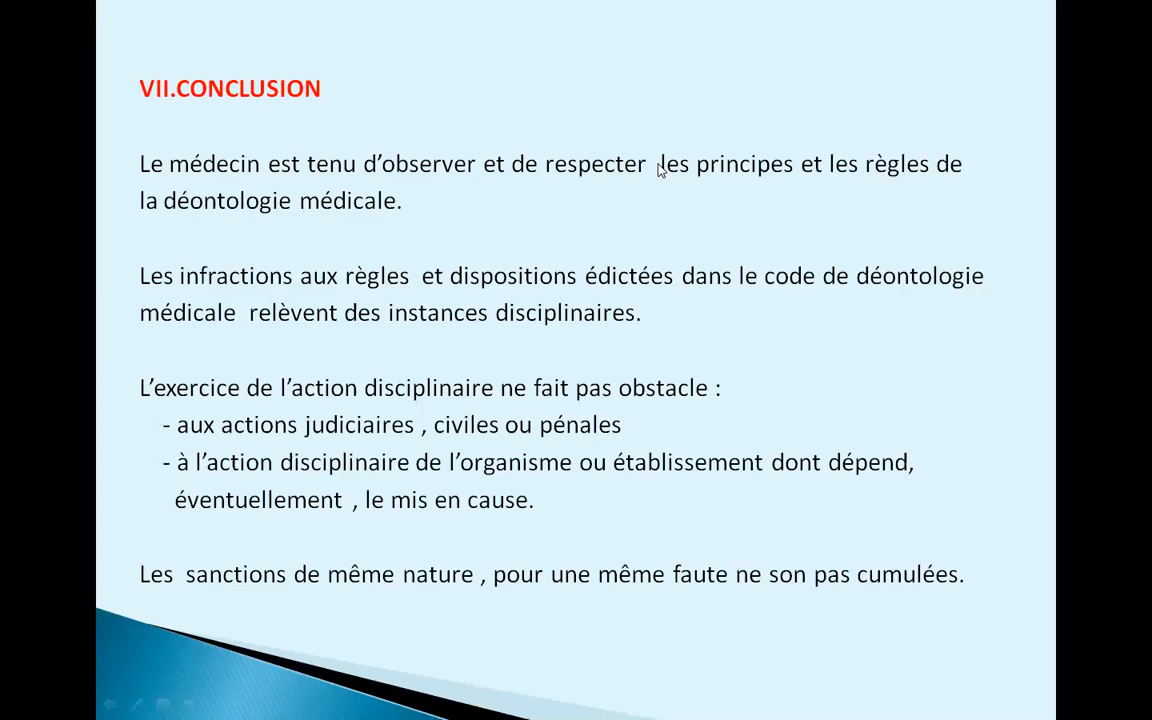 VII.CONCLUSION
Le médecin est tenu d’observer et de respecter les principes et les règles de
la déontologie médicale.
Les infractions aux règles et dispositions édictées dans le code de déontologie
médicale relèvent des instances disciplinaires.
L’exercice de l’action disciplinaire ne fait pas obstacle :
- aux actions judiciaires , civiles ou pénales
- à l’action disciplinaire de l’organisme ou établissement dont dépend,
éventuellement , le mis en cause.
Les sanctions de même nature , pour une même faute ne son pas cumulées.